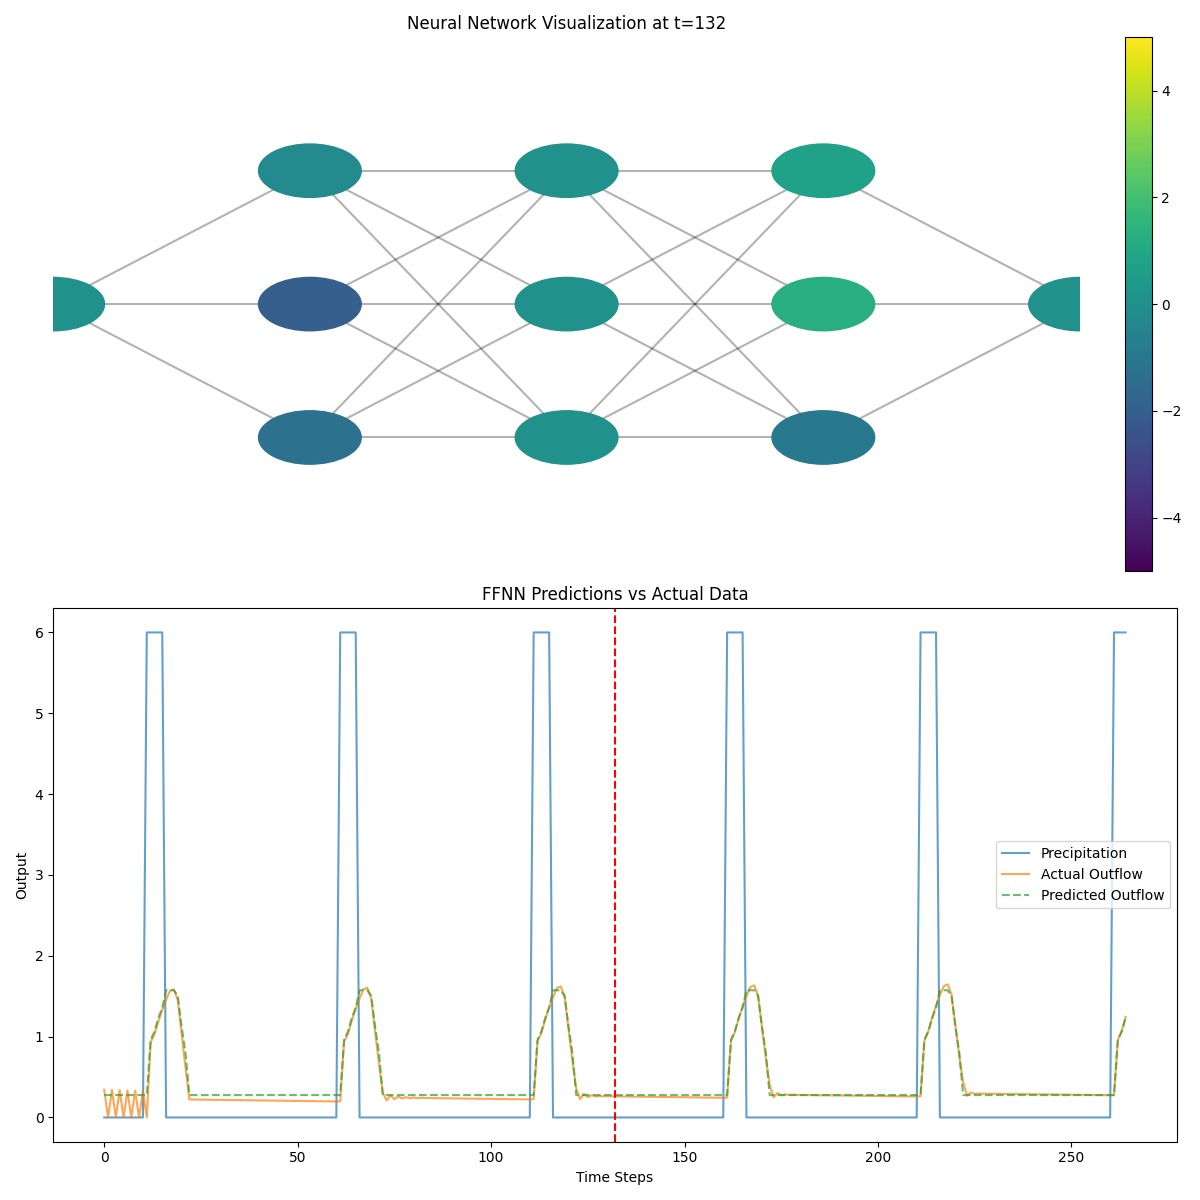 Neural Network Visualization at t=132
4
2
0
−2
−4
FFNN Predictions vs Actual Data
6
5
4
3
2
1
0
Output
Precipitation
Actual Outflow
Predicted Outflow
0 50 100 150 200 250
Time Steps